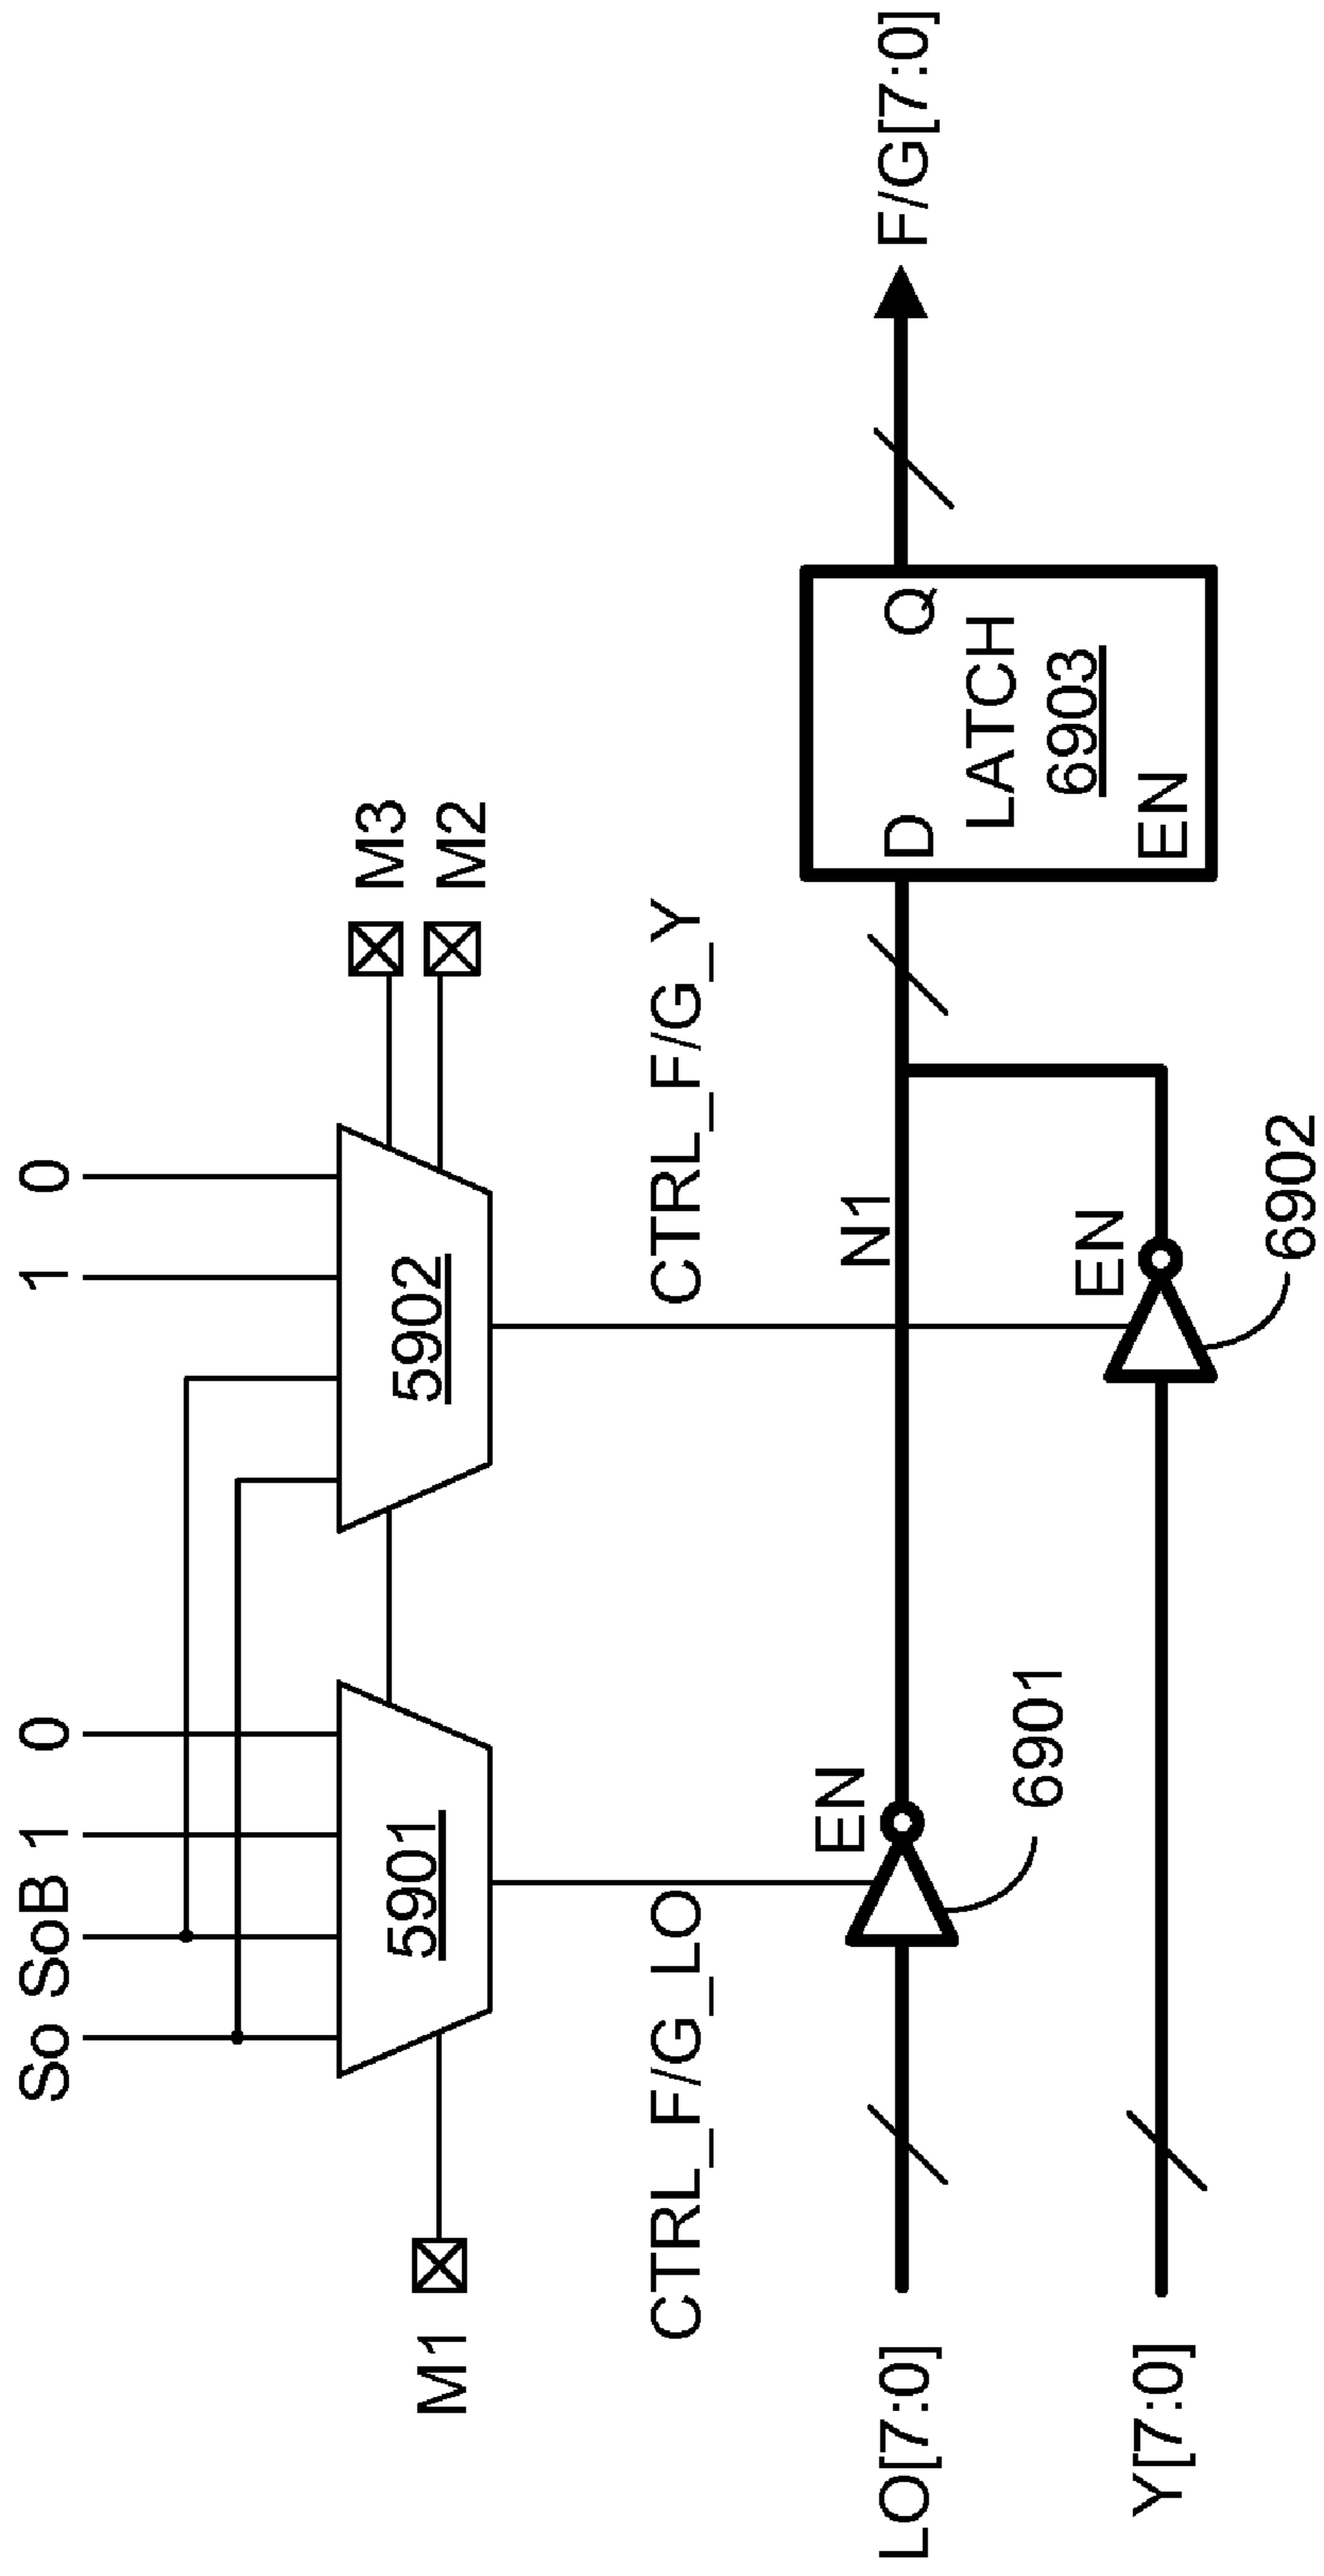 So SoB 1 0 1 0
5901
5902
M3
M1
M2
CTRL_F/G_LO
CTRL_F/G_Y
EN
N1
LO[7:0]
D
Q
F/G[7:0]
LATCH
6901
6903
EN
EN
Y[7:0]
6902